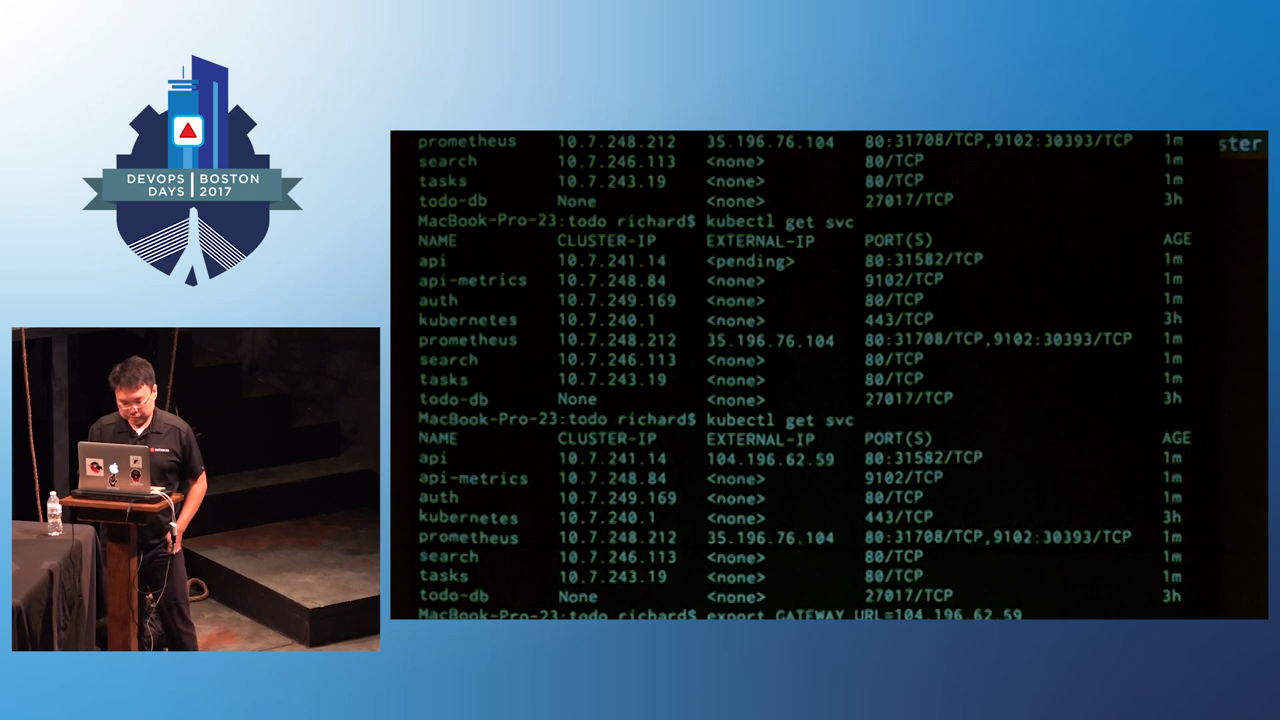 DEVOPS BOSTON
DAYS 2017
prometheus 10.7.248.212 35.196.76.104 80:31708/TCP,9102:30393/TCP 1m
ster
search 10.7.246.113 <none> 80/TCP 1m
tasks 10.7.243.19 <none> 80/TCP 1m
todo-db None <none> 27017/TCP 3h
MacBook-Pro-23:todo richard$ kubectl get svc
NAME CLUSTER-IP EXTERNAL-IP PORT(S) AGE
api 10.7.241.14 <pending> 80:31582/TCP 1m
api-metrics 10.7.248.84 <none> 9102/TCP 1m
auth 10.7.249.169 <none> 80/TCP 1m
kubernetes 10.7.240.1 <none> 443/TCP 3h
prometheus 10.7.248.212 35.196.76.104 80:31708/TCP,9102:30393/TCP 1m
search 10.7.246.113 <none> 80/TCP 1m
tasks 10.7.243.19 <none> 80/TCP 1m
todo-db None <none> 27017/TCP 3h
MacBook-Pro-23:todo richard$ kubectl get svc
NAME CLUSTER-IP EXTERNAL-IP PORT(S) AGE
api 10.7.241.14 104.196.62.59 80:31582/TCP 1m
api-metrics 10.7.248.84 <none> 9102/TCP 1m
auth 10.7.249.169 <none> 80/TCP 1m
kubernetes 10.7.240.1 <none> 443/TCP 3h
prometheus 10.7.248.212 35.196.76.104 80:31708/TCP,9102:30393/TCP 1m
search 10.7.246.113 <none> 80/TCP 1m
tasks 10.7.243.19 <none> 80/TCP 1m
todo-db None <none> 27017/TCP 3h
MacBook-Pro-23:todo richard$ export GATEWAY_URL=104.196.62.59